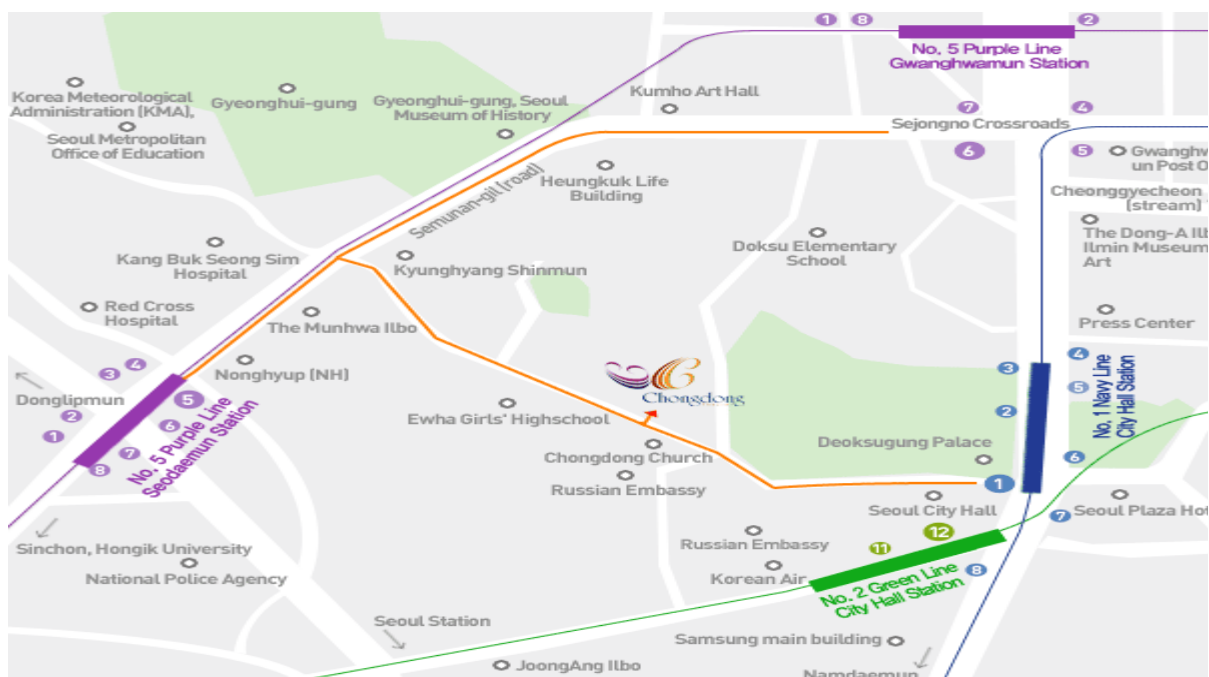 1
8
2
No. 5 Purple Line
Gwanghwamun Station
Korea Meteorological
Administration (KMA),
Seoul Metropolitan
Office of Education
Gyeonghui-gung
Gyeonghui-gung, Seoul
Museum of History
Kumho Art Hall
7
4
Sejongno Crossroads
6
5
Gwanghw
un Post O
Cheonggyecheon
(stream)
Heungkuk Life
Building
Semunan-gil (road)
Doksu Elementary
School
The Dong-A Ilb
Ilmin Museum
Art
Kang Buk Seong Sim
Hospital
Kyunghyang Shinmun
Red Cross
Hospital
The Munhwa Ilbo
Press Center
3
4
Nonghyup (NH)
Donglipmun
5
2
1
6
7
8
No. 5 Purple Line
Seodaemun Station
Chongdong
3
4
5
2
No. 1 Navy Line
City Hall Station
Ewha Girls' Highschool
Chongdong Church
Russian Embassy
Deoksugung Palace
6
1
Seoul City Hall
Seoul Plaza Hot
7
12
11
8
Russian Embassy
Korean Air
No. 2 Green Line
City Hall Station
Sinchon, Hongik University
National Police Agency
Seoul Station
Samsung main building
JoongAng Ilbo
Namdaemun